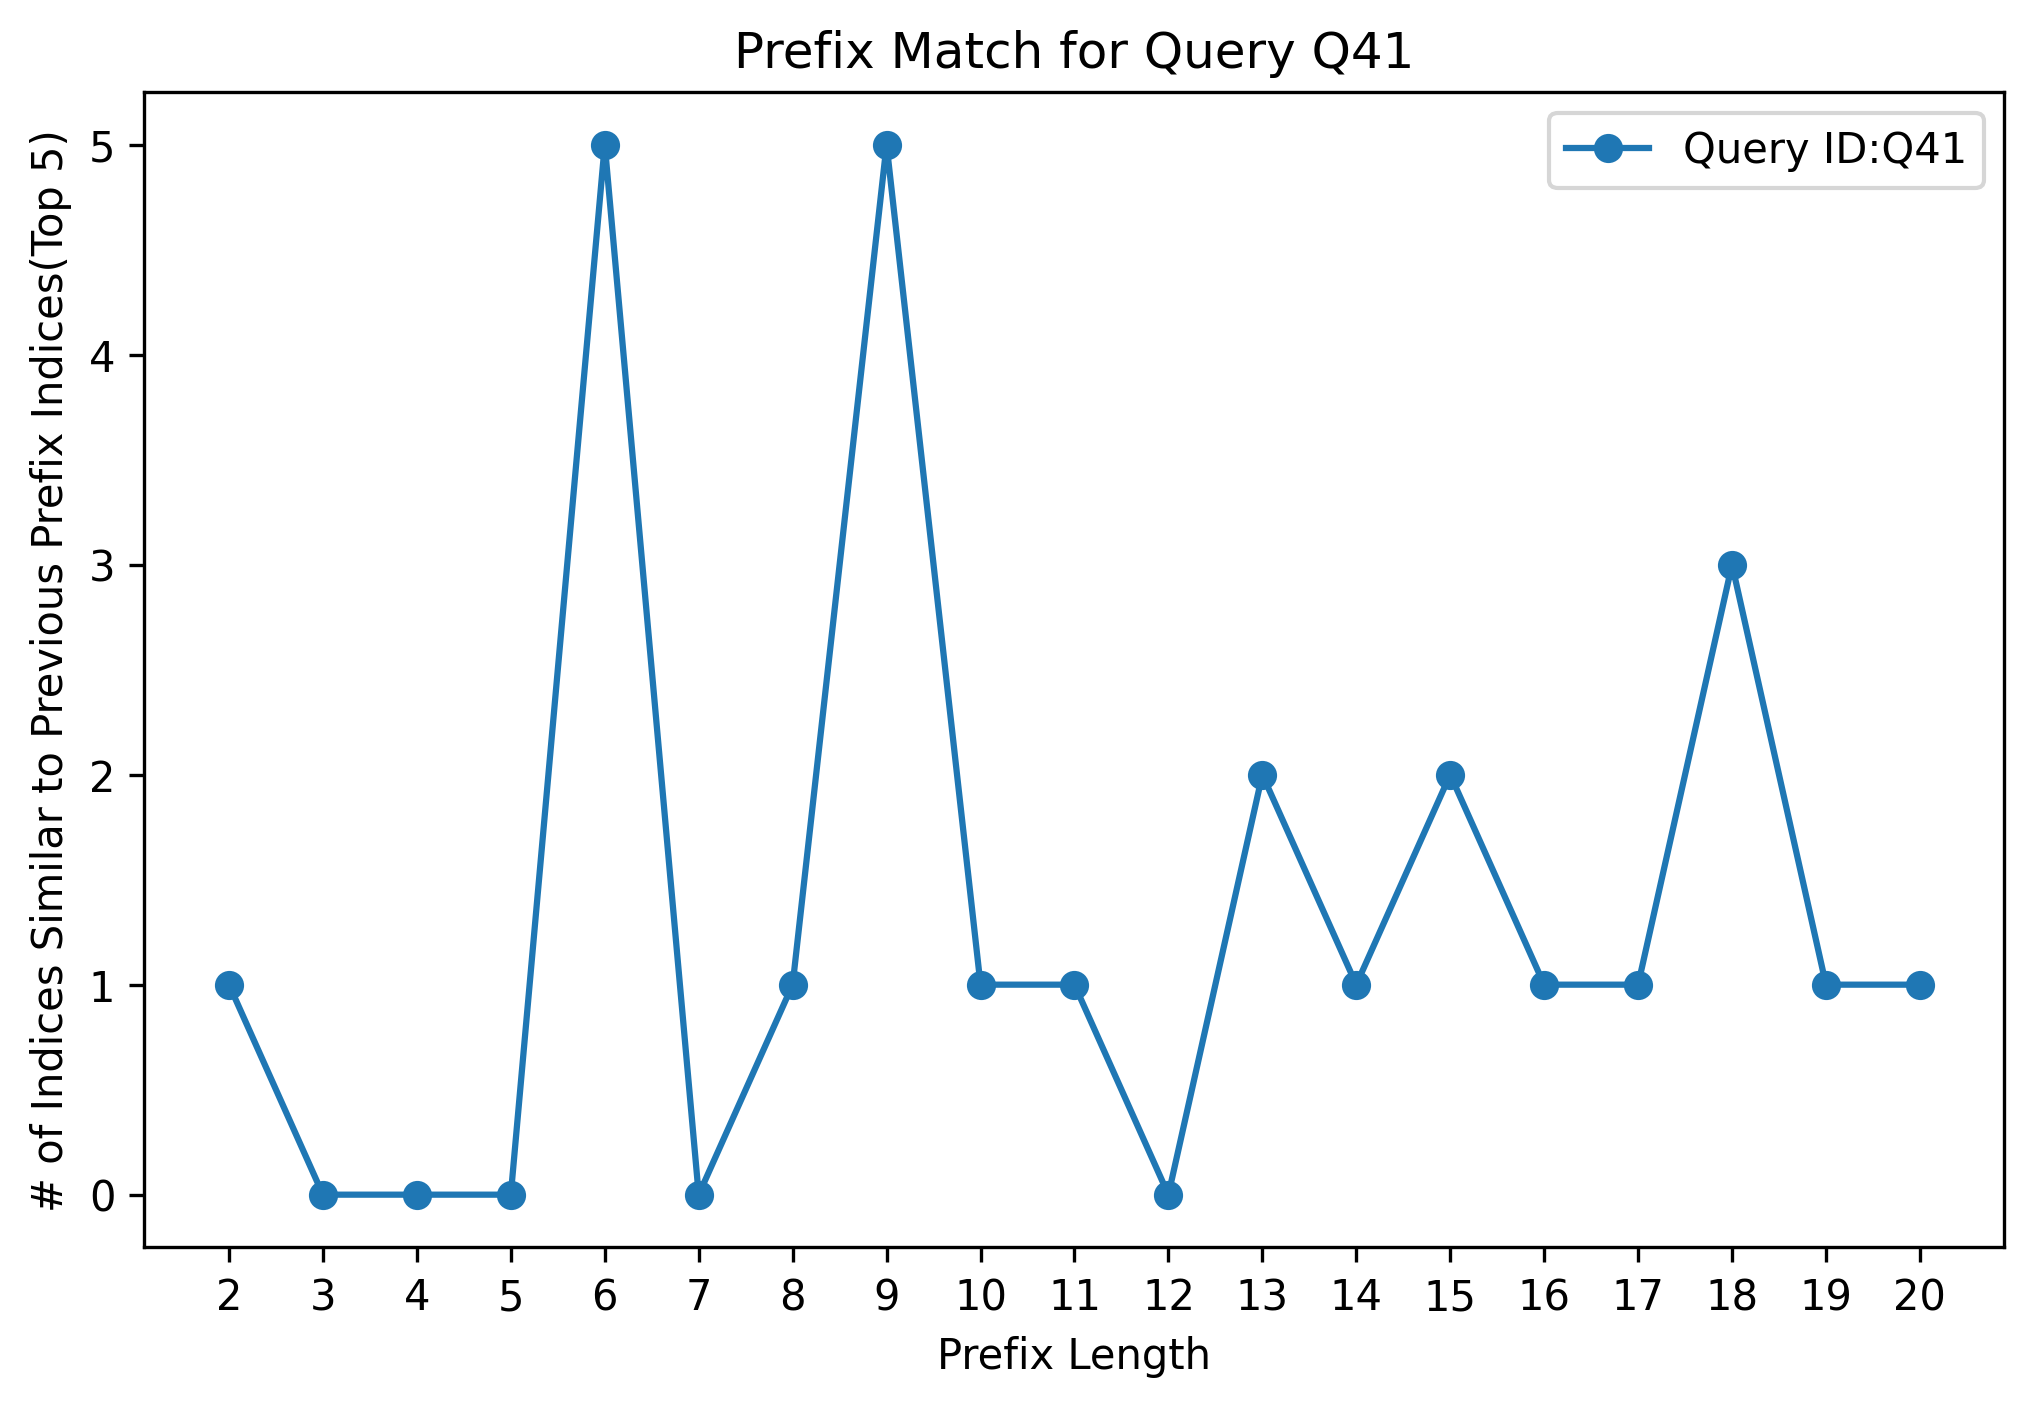 Prefix Match for Query Q41
Query ID:Q41
# of Indices Similar to Previous Prefix Indices(Top 5)
5
4
3
2
1
0
2 3 4 5 6 7 8 9 10 11 12 13 14 15 16 17 18 19 20
Prefix Length